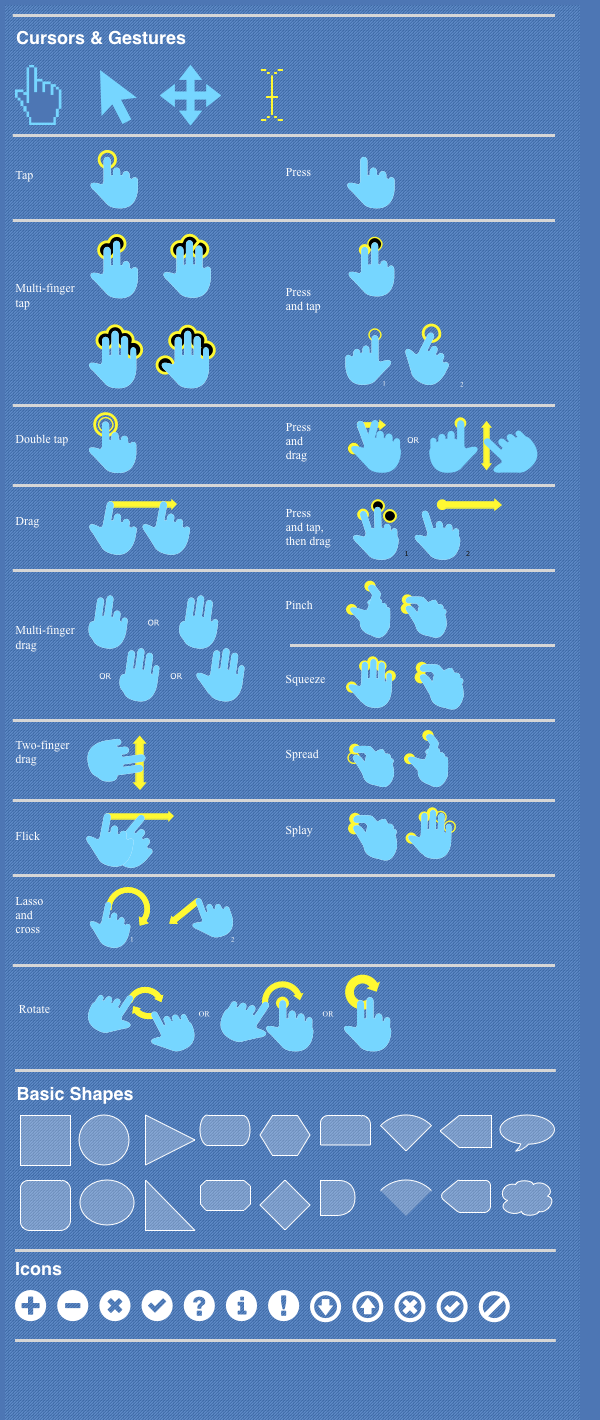 Cursors & Gestures
Tap
Press
Multi-finger
tap
Press
and tap
1
2
Double tap
Press
and
drag
OR
Drag
Press
and tap,
then drag
1
2
Multi-finger
drag
OR
OR
OR
Pinch
Squeeze
Two-finger
drag
Spread
Flick
Splay
Lasso
and
cross
1
2
Rotate
OR
OR
Basic Shapes
Icons